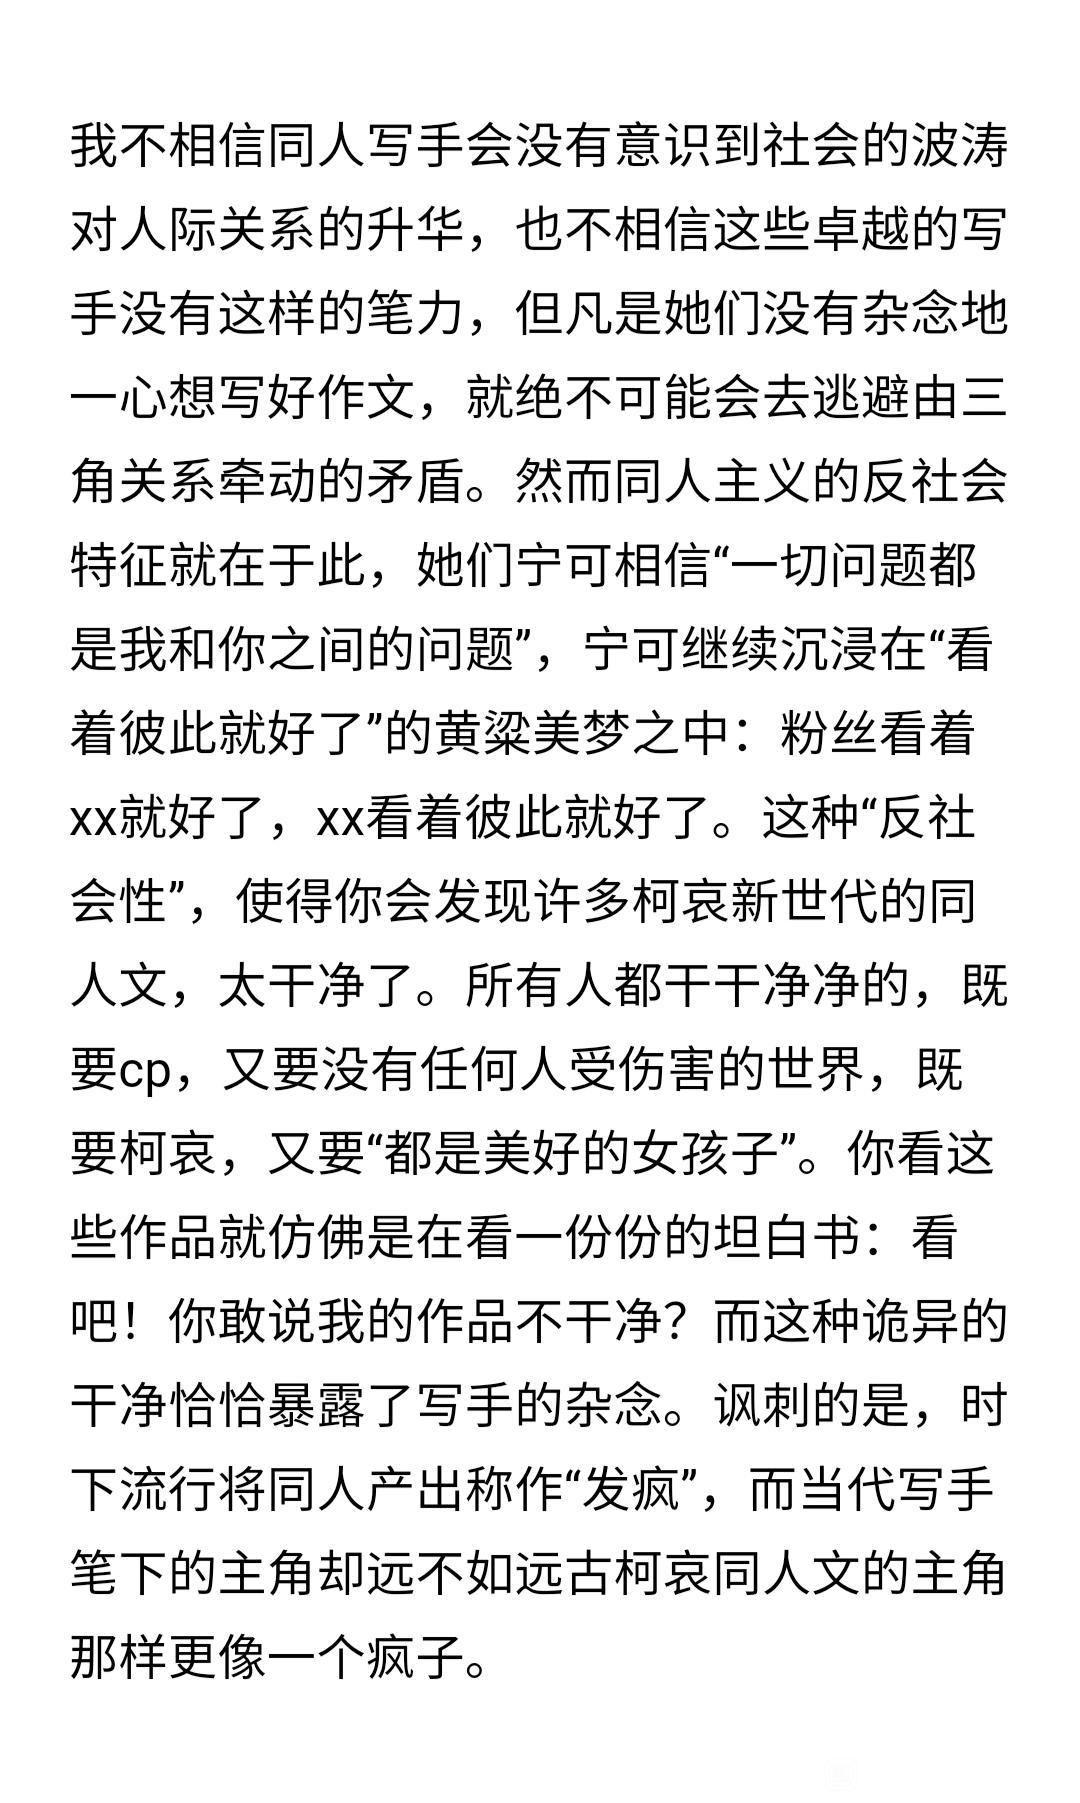 我不相信同人写手会没有意识到社会的波涛
对人际关系的升华，也不相信这些卓越的写
手没有这样的笔力，但凡是她们没有杂念地
一心想写好作文，就绝不可能会去逃避由三
角关系牵动的矛盾。然而同人主义的反社会
特征就在于此，她们宁可相信“一切问题都
是我和你之间的问题”，宁可继续沉浸在“看
着彼此就好了”的黄粱美梦之中：粉丝看着
xx就好了，xx看着彼此就好了。这种“反社
会性”，使得你会发现许多柯哀新世代的同
人文，太干净了。所有人都干干净净的，既
要cp，又要没有任何人受伤害的世界，既
要柯哀，又要“都是美好的女孩子”。你看这
些作品就仿佛是在看一份份的坦白书：看
吧！你敢说我的作品不干净？而这种诡异的
干净恰恰暴露了写手的杂念。讽刺的是，时
下流行将同人产出称作“发疯”，而当代写手
笔下的主角却远不如远古柯哀同人文的主角
那样更像一个疯子。